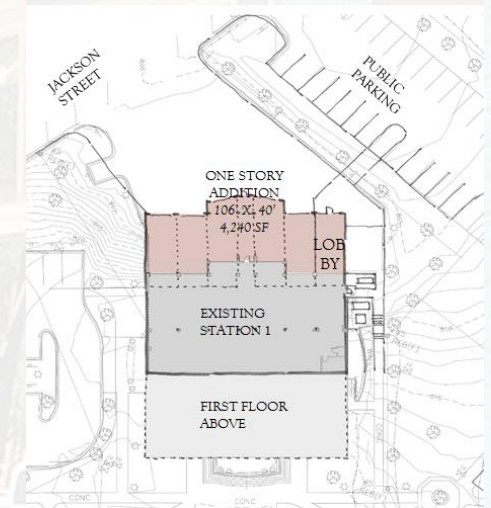 JACKSON
STREET
PUBLIC
PARKING
ONE STORY
ADDITION
106' X 40'
4,240 SF
LOB
BY
EXISTING
STATION 1
FIRST FLOOR
ABOVE
CONC
CONC